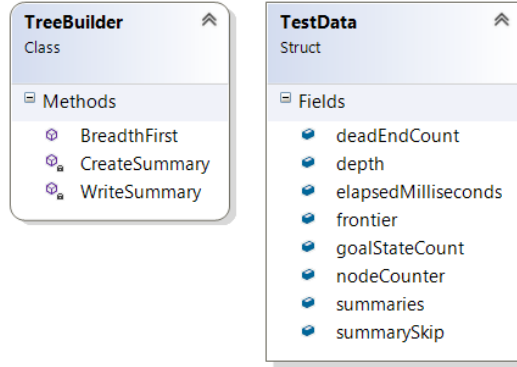 TreeBuilder
Class
Methods
BreadthFirst
CreateSummary
WriteSummary
TestData
Struct
Fields
deadEndCount
depth
elapsedMilliseconds
frontier
goalStateCount
nodeCounter
summaries
summarySkip